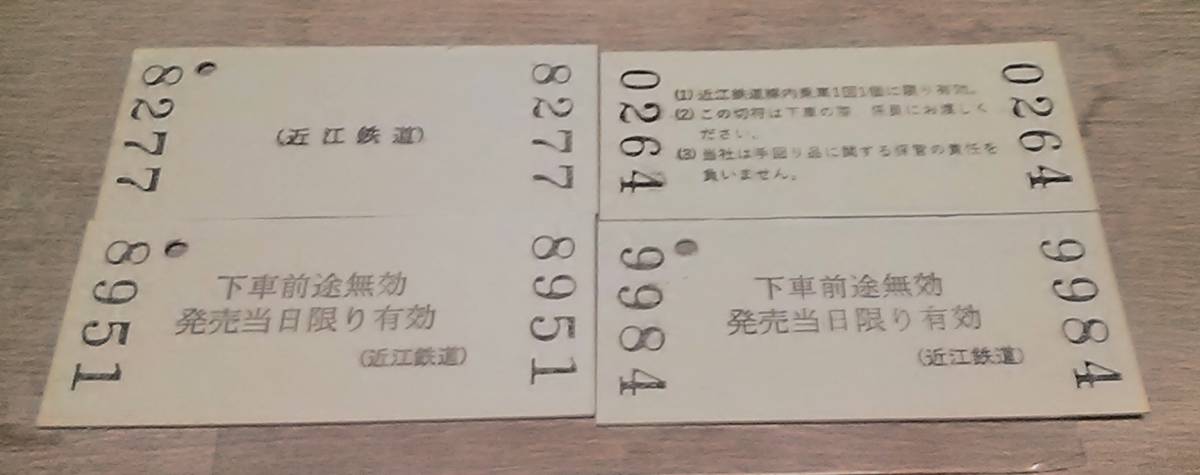 8277
(近江鉄道)
8277
0264
(1) 近江鉄道線内乗車1回1個に限り有効。
(2) この切符は下車の際 係員にお渡しく
ださい。
(3) 当社は手回り品に関する保管の責任を
負いません。
0264
8951
下車前途無効
発売当日限り有効
(近江鉄道)
8951
9984
下車前途無効
発売当日限り有効
(近江鉄道)
9984